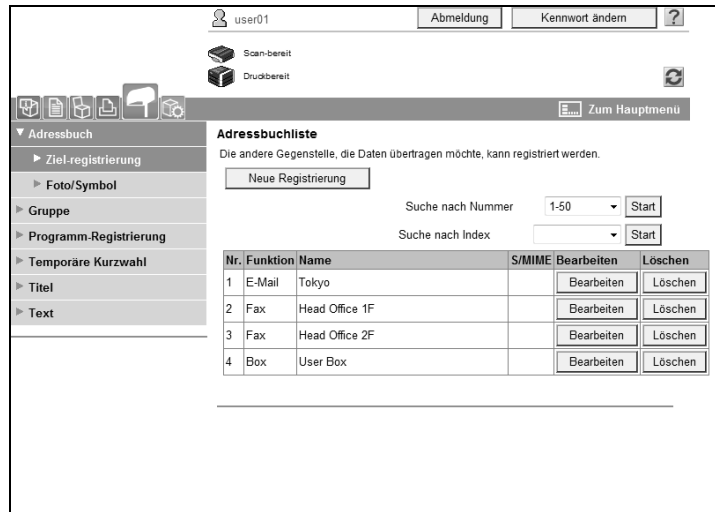 user01 Abmeldung Kennwort ändern ?
Scan-bereit
Druckbereit
Zum Hauptmenü
Adressbuch
Ziel-registrierung
Foto/Symbol
Gruppe
Programm-Registrierung
Temporäre Kurzwahl
Titel
Text
Adressbuchliste
Die andere Gegenstelle, die Daten übertragen möchte, kann registriert werden.
Neue Registrierung
Suche nach Nummer 1-50 Start
Suche nach Index Start
Nr. Funktion Name S/MIME Bearbeiten Löschen
1 E-Mail Tokyo Bearbeiten Löschen
2 Fax Head Office 1F Bearbeiten Löschen
3 Fax Head Office 2F Bearbeiten Löschen
4 Box User Box Bearbeiten Löschen